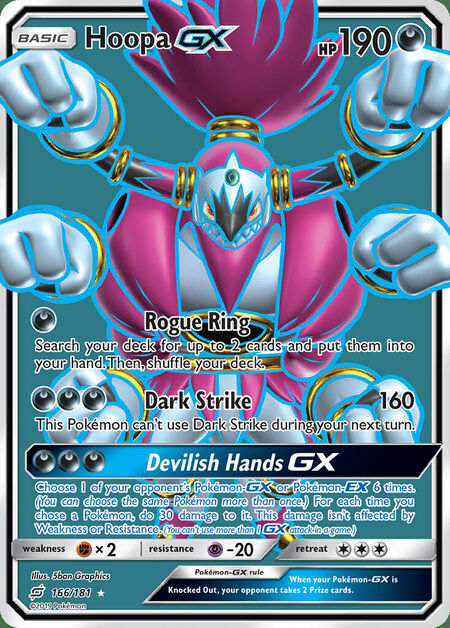 BASIC Hoopa GX HP190
Rogue Ring
Search your deck for up to 2 cards and put them into
your hand. Then, shuffle your deck.
Dark Strike 160
This Pokémon can't use Dark Strike during your next turn.
Devilish Hands GX
Choose 1 of your opponent's Pokémon-GX or Pokémon-EX 6 times.
(You can choose the same Pokémon more than once.) For each time you
chose a Pokémon, do 30 damage to it. This damage isn't affected by
Weakness or Resistance. (You can't use more than 1 GX attack in a game.)
weakness ×2 resistance -20 retreat
Illus. 5ban Graphics
166/181
©2019 Pokémon
Pokémon-GX rule
When your Pokémon-GX is
Knocked Out, your opponent takes 2 Prize cards.